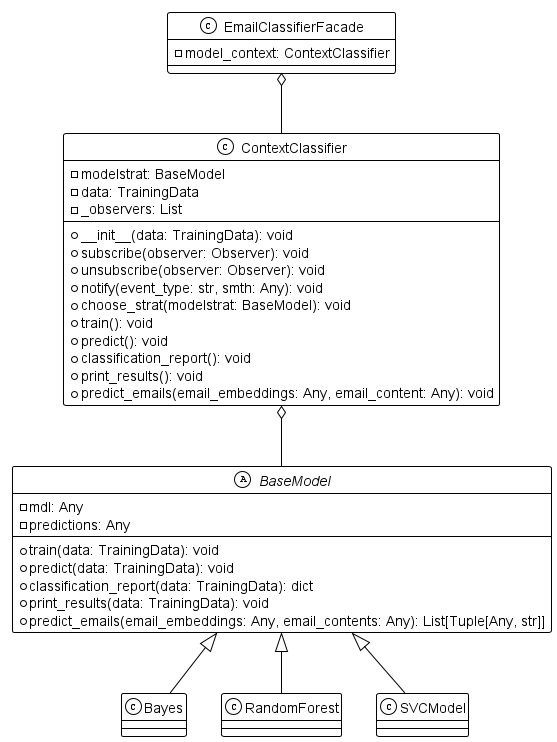 C EmailClassifierFacade
model_context: ContextClassifier
C ContextClassifier
modelstrat: BaseModel
data: TrainingData
_observers: List
__init__(data: TrainingData): void
subscribe(observer: Observer): void
unsubscribe(observer: Observer): void
notify(event_type: str, smth: Any): void
choose_strat(modelstrat: BaseModel): void
train(): void
predict(): void
classification_report(): void
print_results(): void
predict_emails(email_embeddings: Any, email_content: Any): void
A BaseModel
mdl: Any
predictions: Any
train(data: TrainingData): void
predict(data: TrainingData): void
classification_report(data: TrainingData): dict
print_results(data: TrainingData): void
predict_emails(email_embeddings: Any, email_contents: Any): List[Tuple[Any, str]]
C Bayes
C RandomForest
C SVCModel